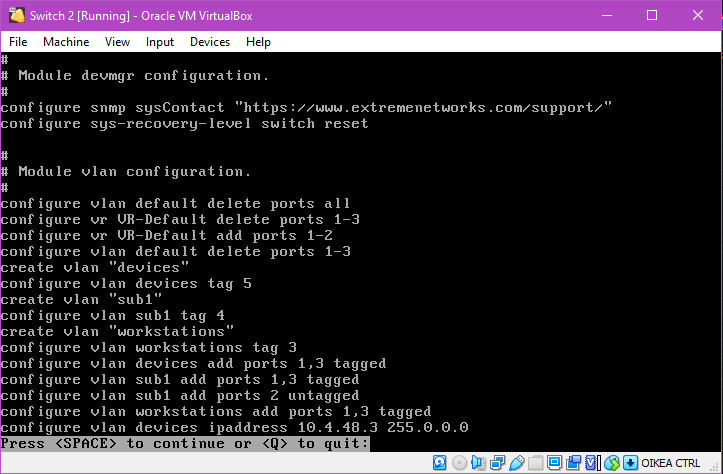 Switch 2 [Running] - Oracle VM VirtualBox
File Machine View Input Devices Help
#
# Module devmgr configuration.
#
configure snmp sysContact "https://www.extremenetworks.com/support/"
configure sys-recovery-level switch reset
#
# Module vlan configuration.
#
configure vlan default delete ports all
configure vr VR-Default delete ports 1-3
configure vr VR-Default add ports 1-2
configure vlan default delete ports 1-3
create vlan "devices"
configure vlan devices tag 5
create vlan "sub1"
configure vlan sub1 tag 4
create vlan "workstations"
configure vlan workstations tag 3
configure vlan devices add ports 1,3 tagged
configure vlan sub1 add ports 1,3 tagged
configure vlan sub1 add ports 2 untagged
configure vlan workstations add ports 1,3 tagged
configure vlan devices ipaddress 10.4.48.3 255.0.0.0
Press <SPACE> to continue or <Q> to quit:
OIKEA CTRL